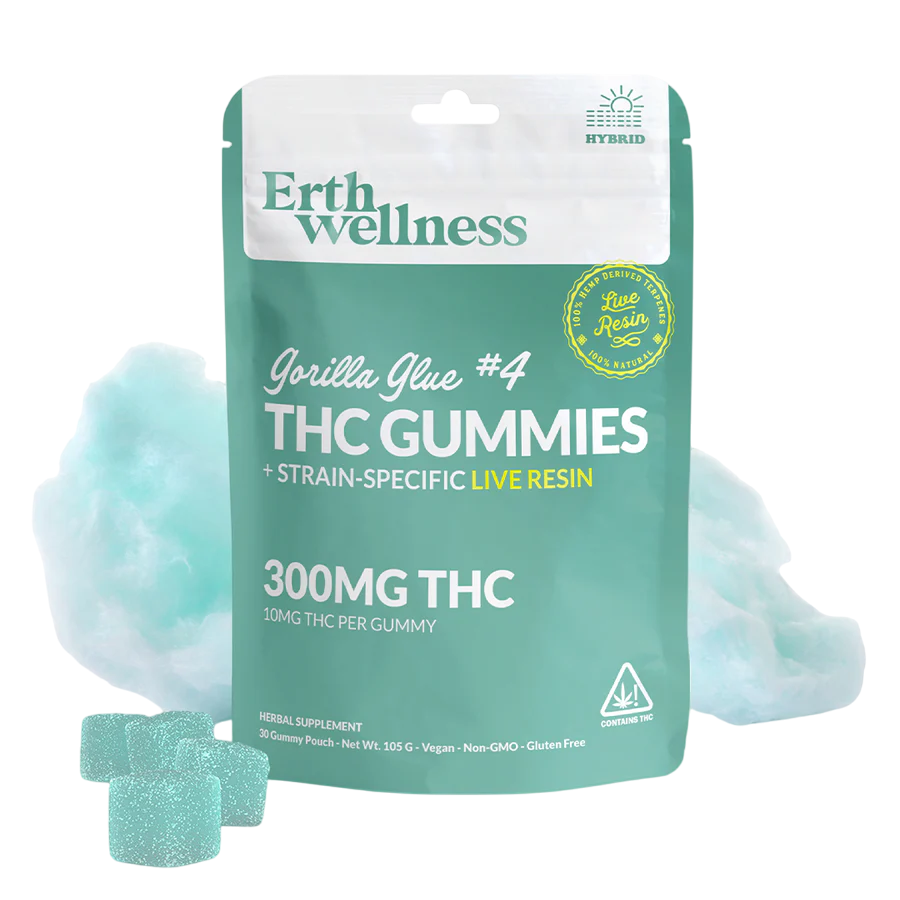 HYBRID
Erth
wellness
100% HEMP DERIVED TERPENES
Live
Resin
100% NATURAL
Gorilla Glue #4
THC GUMMIES
+ STRAIN-SPECIFIC LIVE RESIN
300MG THC
10MG THC PER GUMMY
!
CONTAINS THC
HERBAL SUPPLEMENT
30 Gummy Pouch - Net Wt. 105 G - Vegan - Non-GMO - Gluten Free